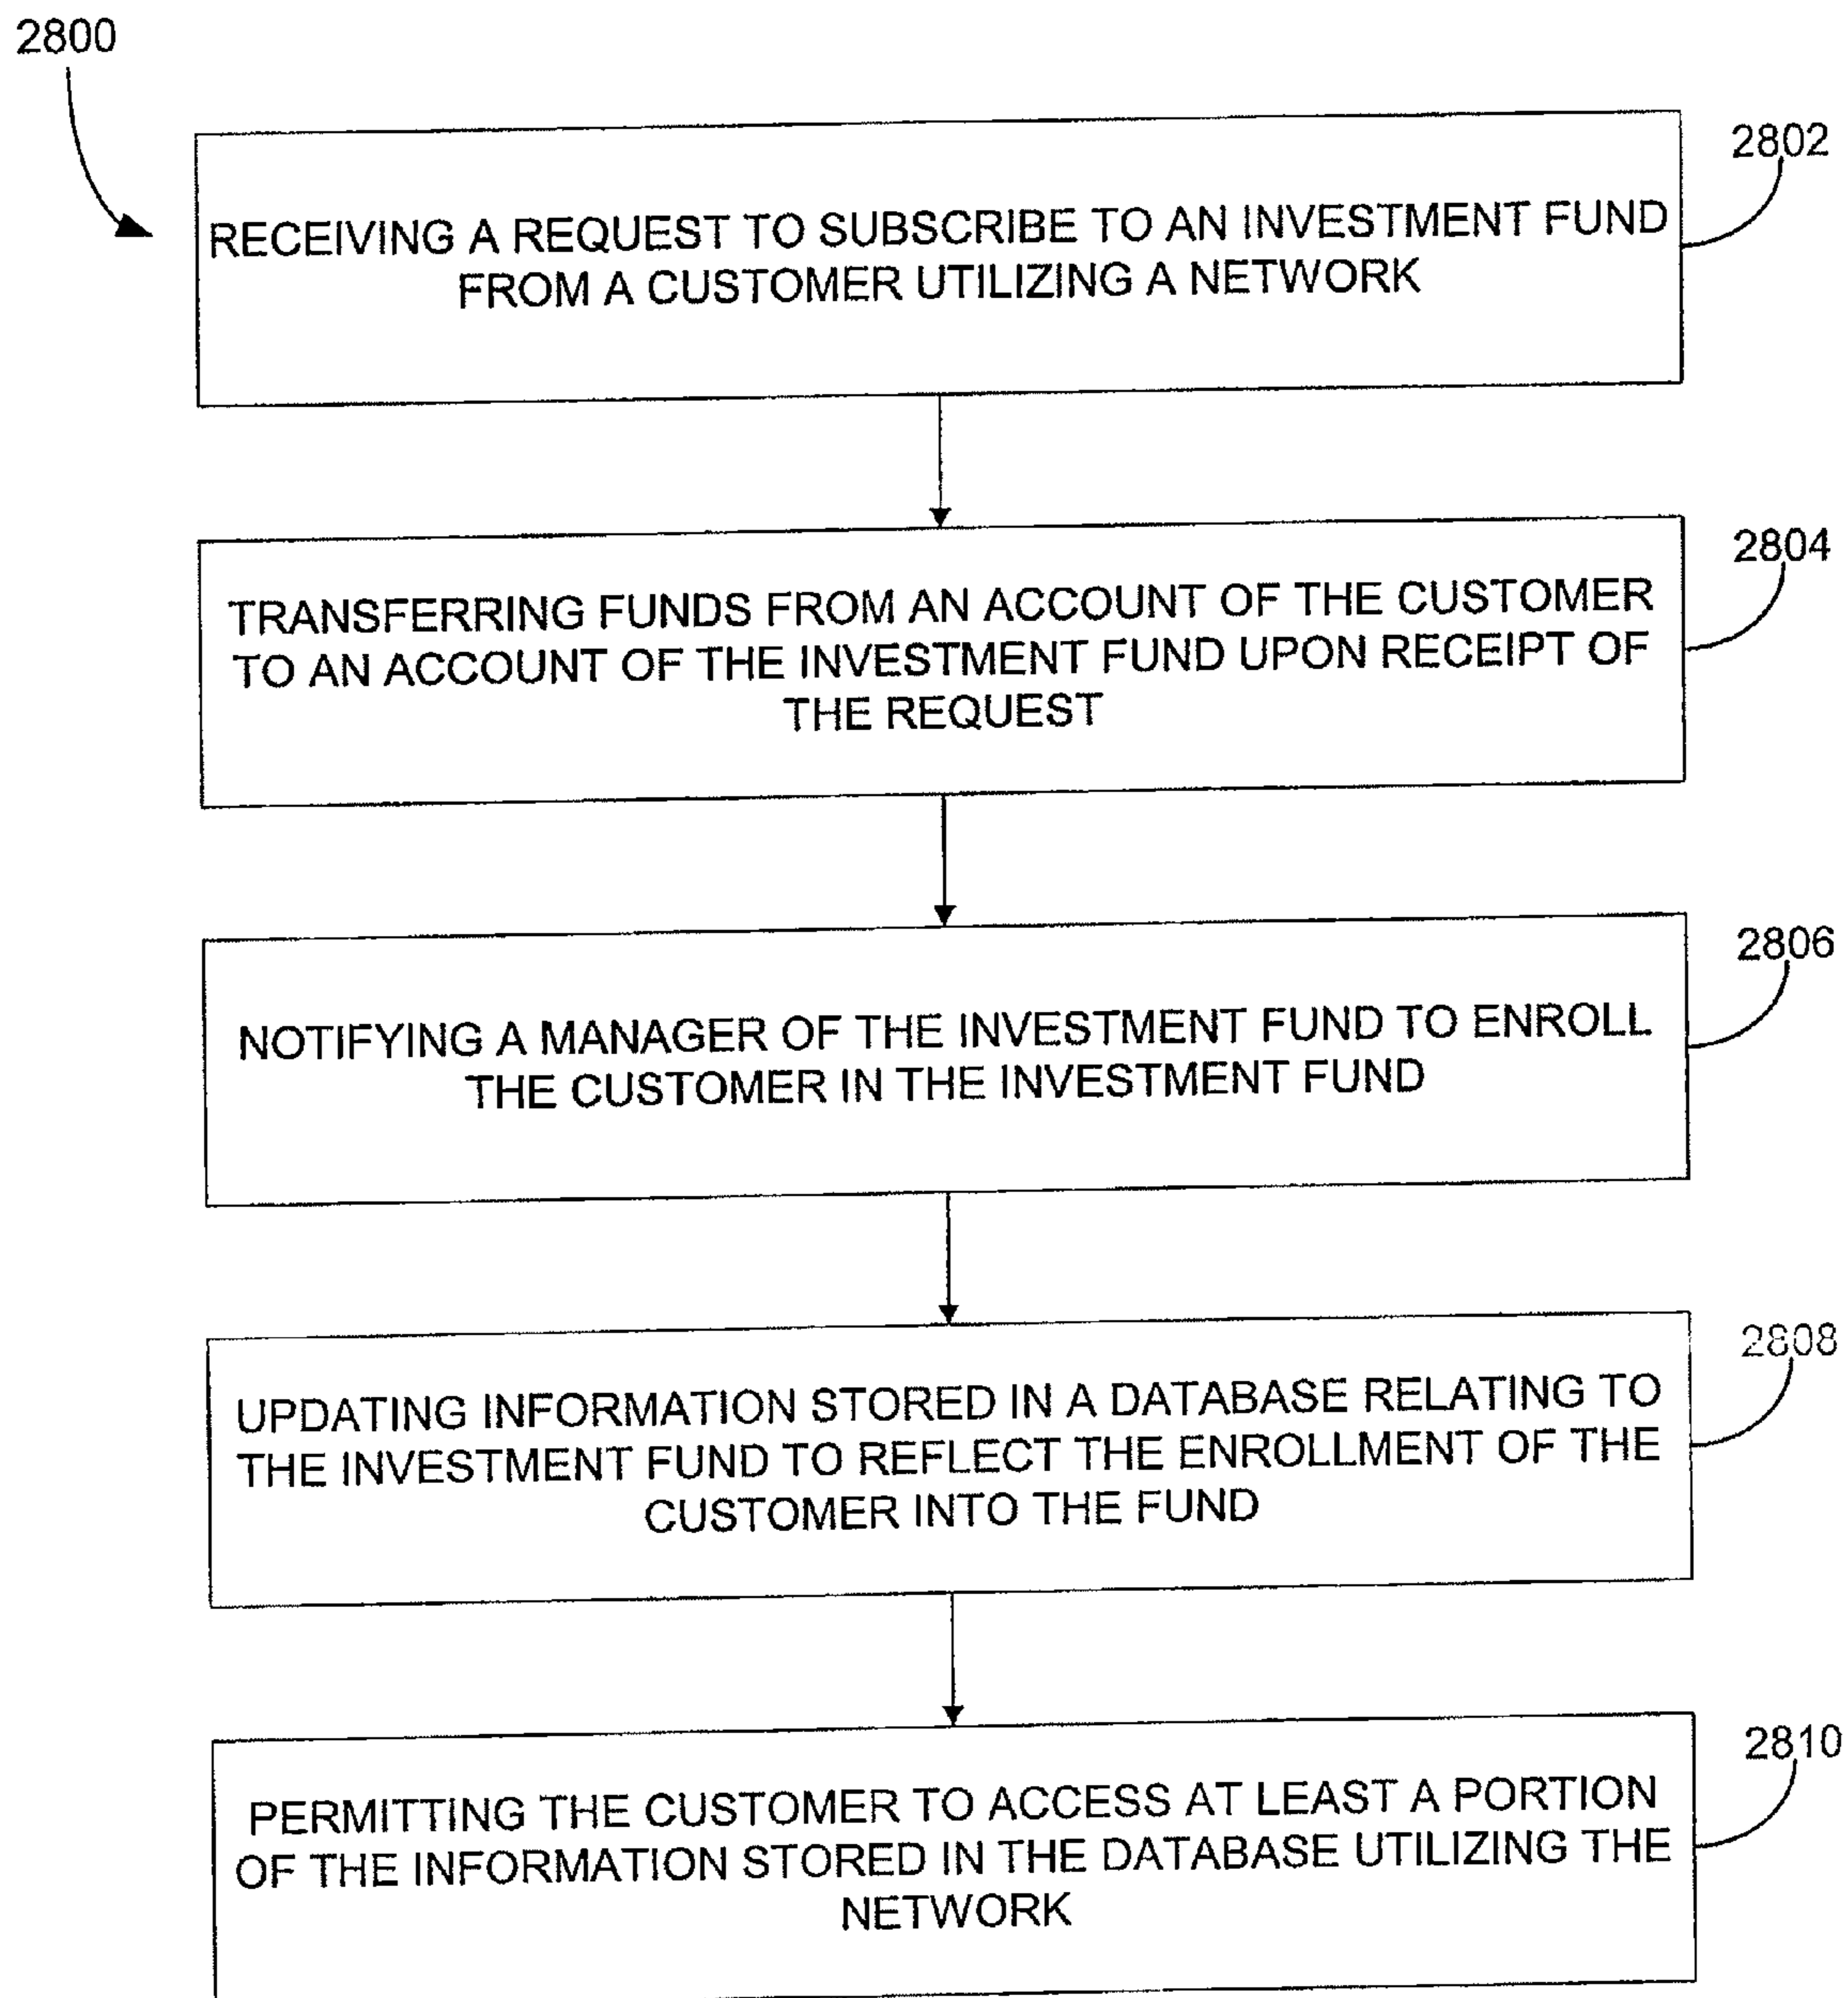 2800
2802
RECEIVING A REQUEST TO SUBSCRIBE TO AN INVESTMENT FUND
FROM A CUSTOMER UTILIZING A NETWORK
2804
TRANSFERRING FUNDS FROM AN ACCOUNT OF THE CUSTOMER
TO AN ACCOUNT OF THE INVESTMENT FUND UPON RECEIPT OF
THE REQUEST
2806
NOTIFYING A MANAGER OF THE INVESTMENT FUND TO ENROLL
THE CUSTOMER IN THE INVESTMENT FUND
2808
UPDATING INFORMATION STORED IN A DATABASE RELATING TO
THE INVESTMENT FUND TO REFLECT THE ENROLLMENT OF THE
CUSTOMER INTO THE FUND
2810
PERMITTING THE CUSTOMER TO ACCESS AT LEAST A PORTION
OF THE INFORMATION STORED IN THE DATABASE UTILIZING THE
NETWORK